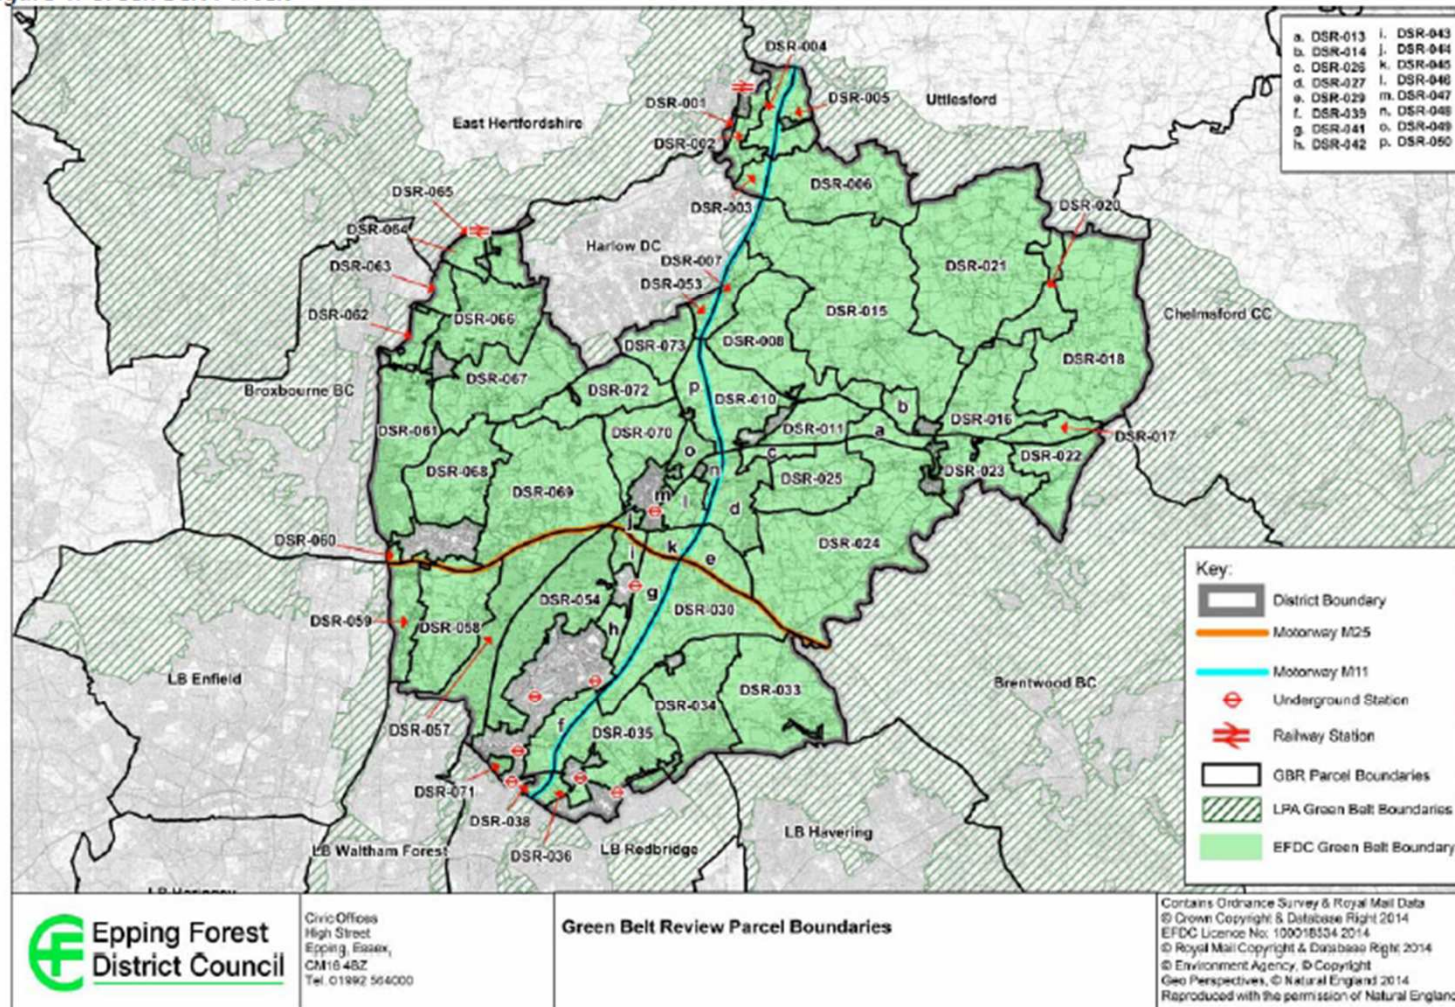 a. DSR-013 i. DSR-043
b. DSR-014 j. DSR-044
c. DSR-026 k. DSR-045
d. DSR-027 l. DSR-046
e. DSR-029 m. DSR-047
f. DSR-039 n. DSR-048
g. DSR-041 o. DSR-049
h. DSR-042 p. DSR-050
DSR-004
DSR-001
DSR-005
Uttlesford
East Hertfordshire
DSR-002
DSR-006
DSR-065
DSR-003
DSR-020
DSR-064
Harlow DC
DSR-007
DSR-021
DSR-063
DSR-053
DSR-062
DSR-066
DSR-015
Chelmsford CC
DSR-073
DSR-008
DSR-018
DSR-067
Broxbourne BC
DSR-072
p
DSR-010
b
DSR-016
DSR-061
DSR-070
DSR-011
a
DSR-017
o
c
DSR-022
DSR-068
n
DSR-023
DSR-025
DSR-069
m
l
d
j
DSR-060
k
DSR-024
i
e
g
DSR-054
DSR-030
DSR-059
DSR-058
h
LB Enfield
DSR-033
Brentwood BC
DSR-034
DSR-057
f
DSR-035
DSR-071
DSR-038
LB Havering
LB Waltham Forest
DSR-036
LB Redbridge
Key:
District Boundary
Motorway M25
Motorway M11
Underground Station
Railway Station
GBR Parcel Boundaries
LPA Green Belt Boundaries
EFDC Green Belt Boundary
Epping Forest
District Council
Civic Offices
High Street
Epping, Essex,
CM16 4BZ
Tel. 01992 564000
Green Belt Review Parcel Boundaries
Contains Ordnance Survey & Royal Mail Data
© Crown Copyright & Database Right 2014
EFDC Licence No: 100018534 2014
© Royal Mail Copyright & Database Right 2014
© Environment Agency, © Copyright
Geo Perspectives, © Natural England 2014
Reproduced with the permission of Natural England